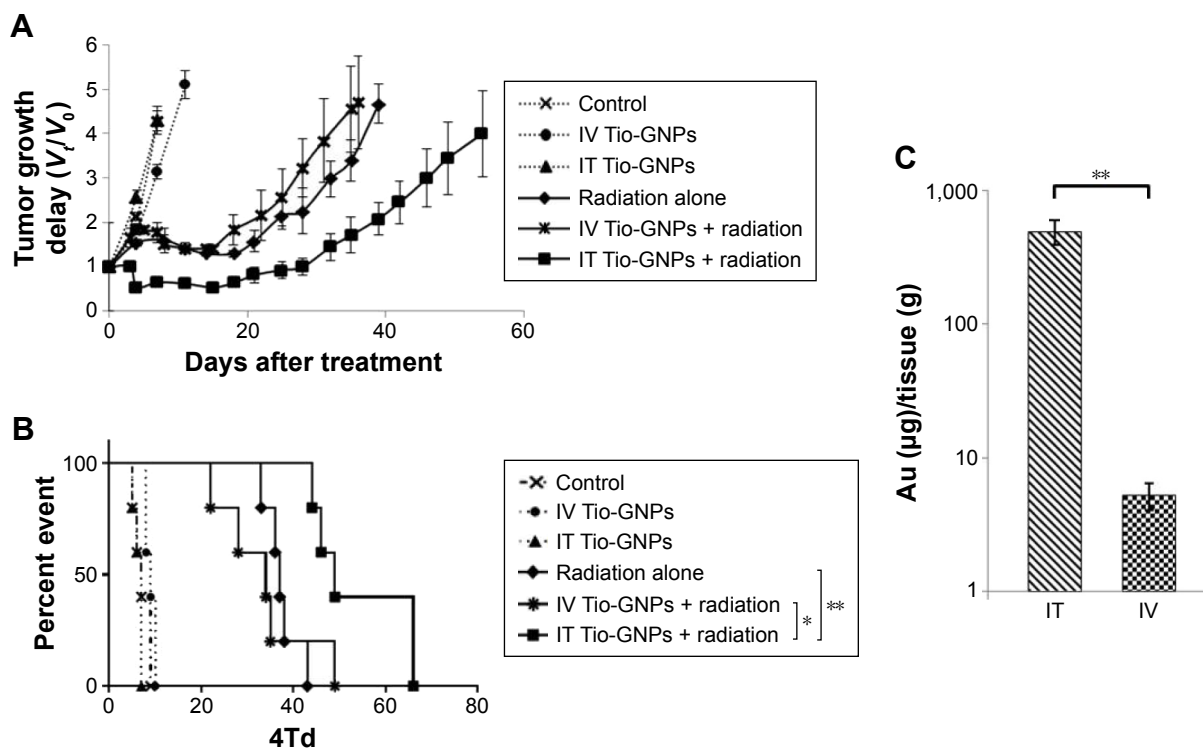 A
Tumor growth
delay (Vt/V0)
6
5
4
3
2
1
0
0
20
40
60
Days after treatment
Control
IV Tio-GNPs
IT Tio-GNPs
Radiation alone
IV Tio-GNPs + radiation
IT Tio-GNPs + radiation
B
Percent event
100
50
0
0
20
40
60
80
4Td
Control
IV Tio-GNPs
IT Tio-GNPs
Radiation alone
IV Tio-GNPs + radiation
IT Tio-GNPs + radiation
*
**
C
**
Au (µg)/tissue (g)
1,000
100
10
1
IT
IV